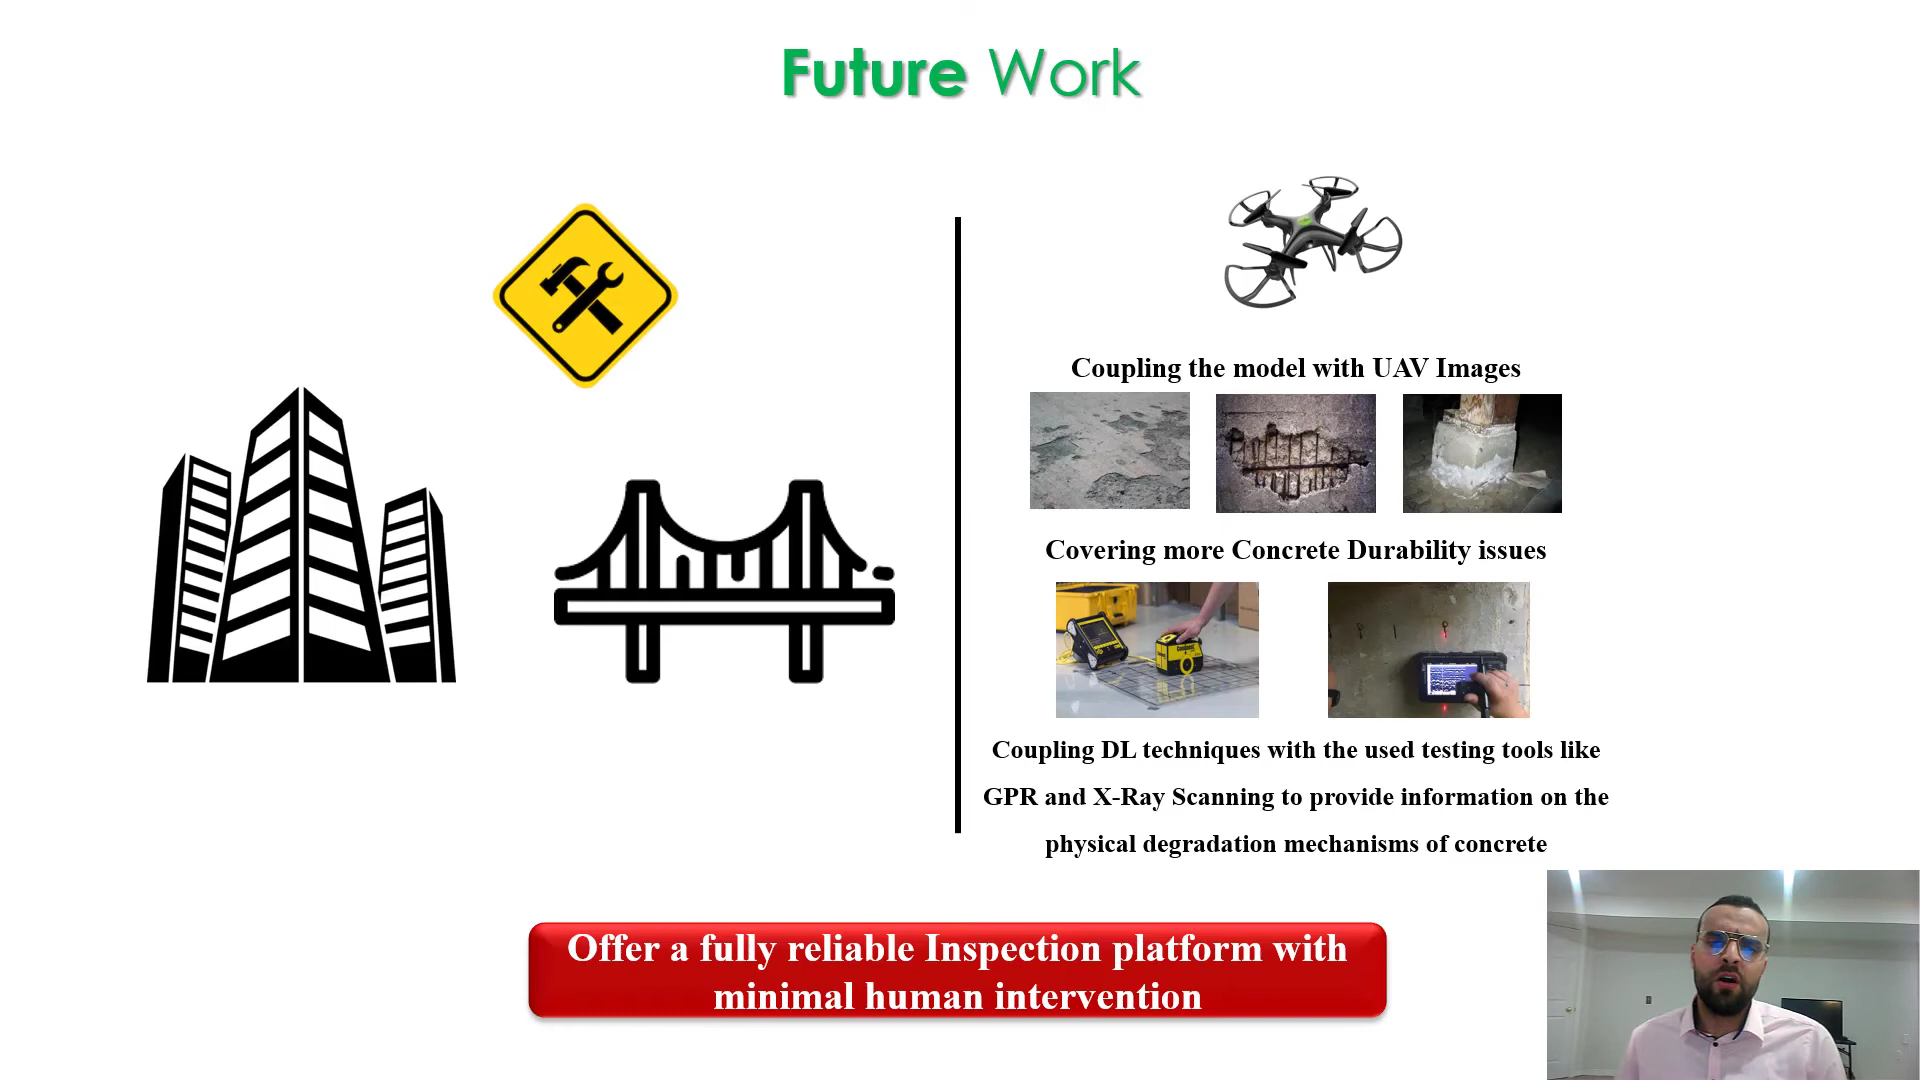 Future Work
Coupling the model with UAV Images
Covering more Concrete Durability issues
Coupling DL techniques with the used testing tools like
GPR and X-Ray Scanning to provide information on the
physical degradation mechanisms of concrete
Offer a fully reliable Inspection platform with
minimal human intervention